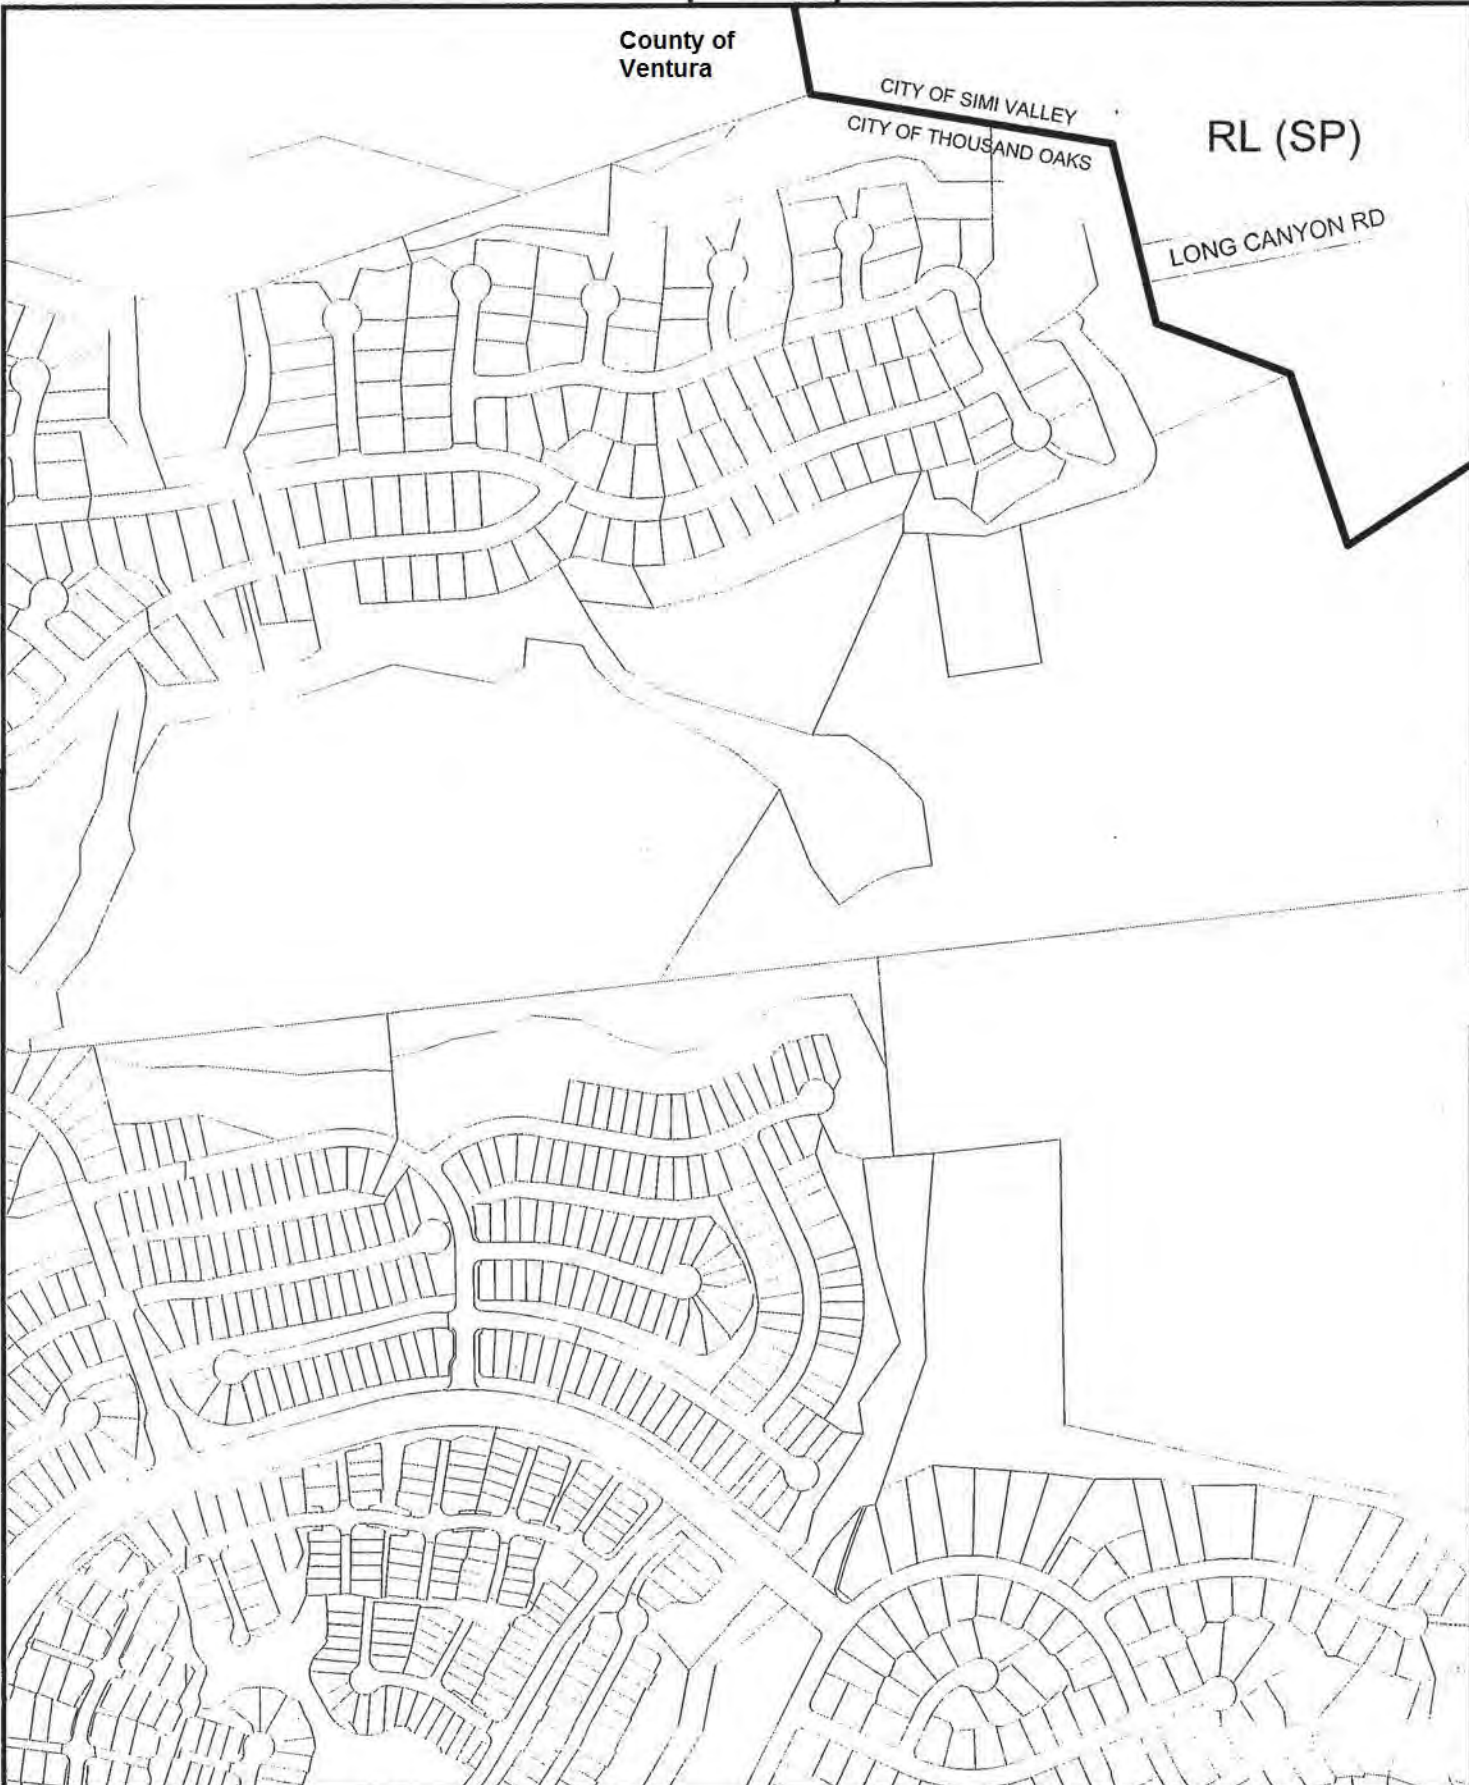 County of
Ventura
CITY OF SIMI VALLEY
CITY OF THOUSAND OAKS
RL (SP)
LONG CANYON RD